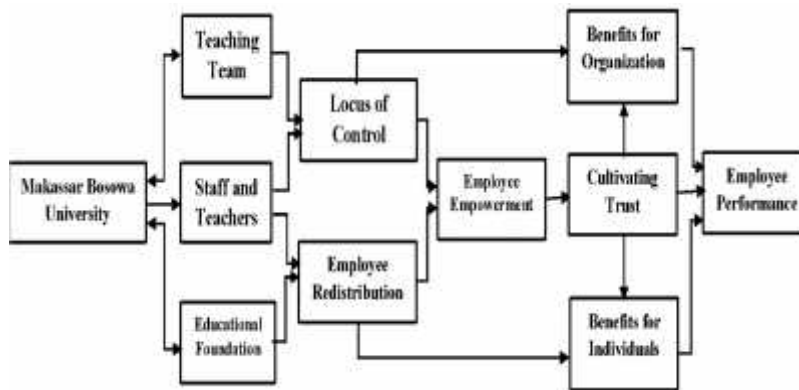 Teaching
Team
Benefits for
Organization
Locus of
Control
Makassar Bosowa
University
Staff and
Teachers
Employee
Empowerment
Cultivating
Trust
Employee
Performance
Employee
Redistribution
Educational
Foundation
Benefits for
Individuals